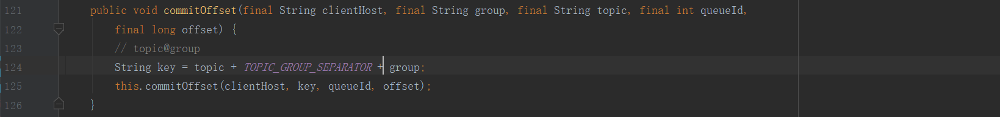 121 public void commitOffset(final String clientHost, final String group, final String topic, final int queueId,
122 final long offset) {
123 // topic@group
124 String key = topic + TOPIC_GROUP_SEPARATOR + group;
125 this.commitOffset(clientHost, key, queueId, offset);
126 }